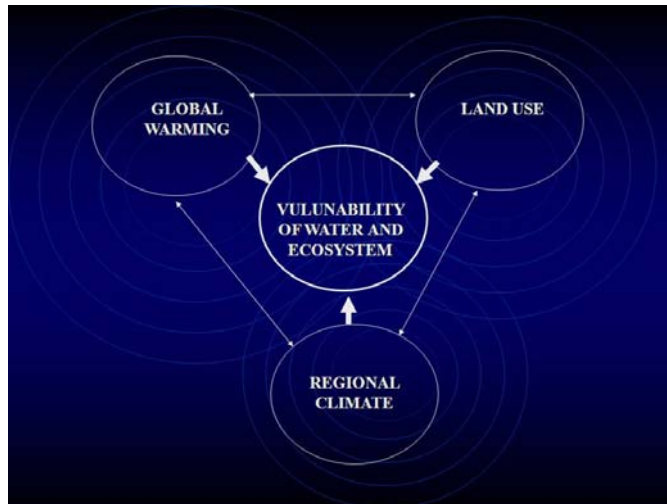 GLOBAL
WARMING
LAND USE
VULUNABILITY
OF WATER AND
ECOSYSTEM
REGIONAL
CLIMATE